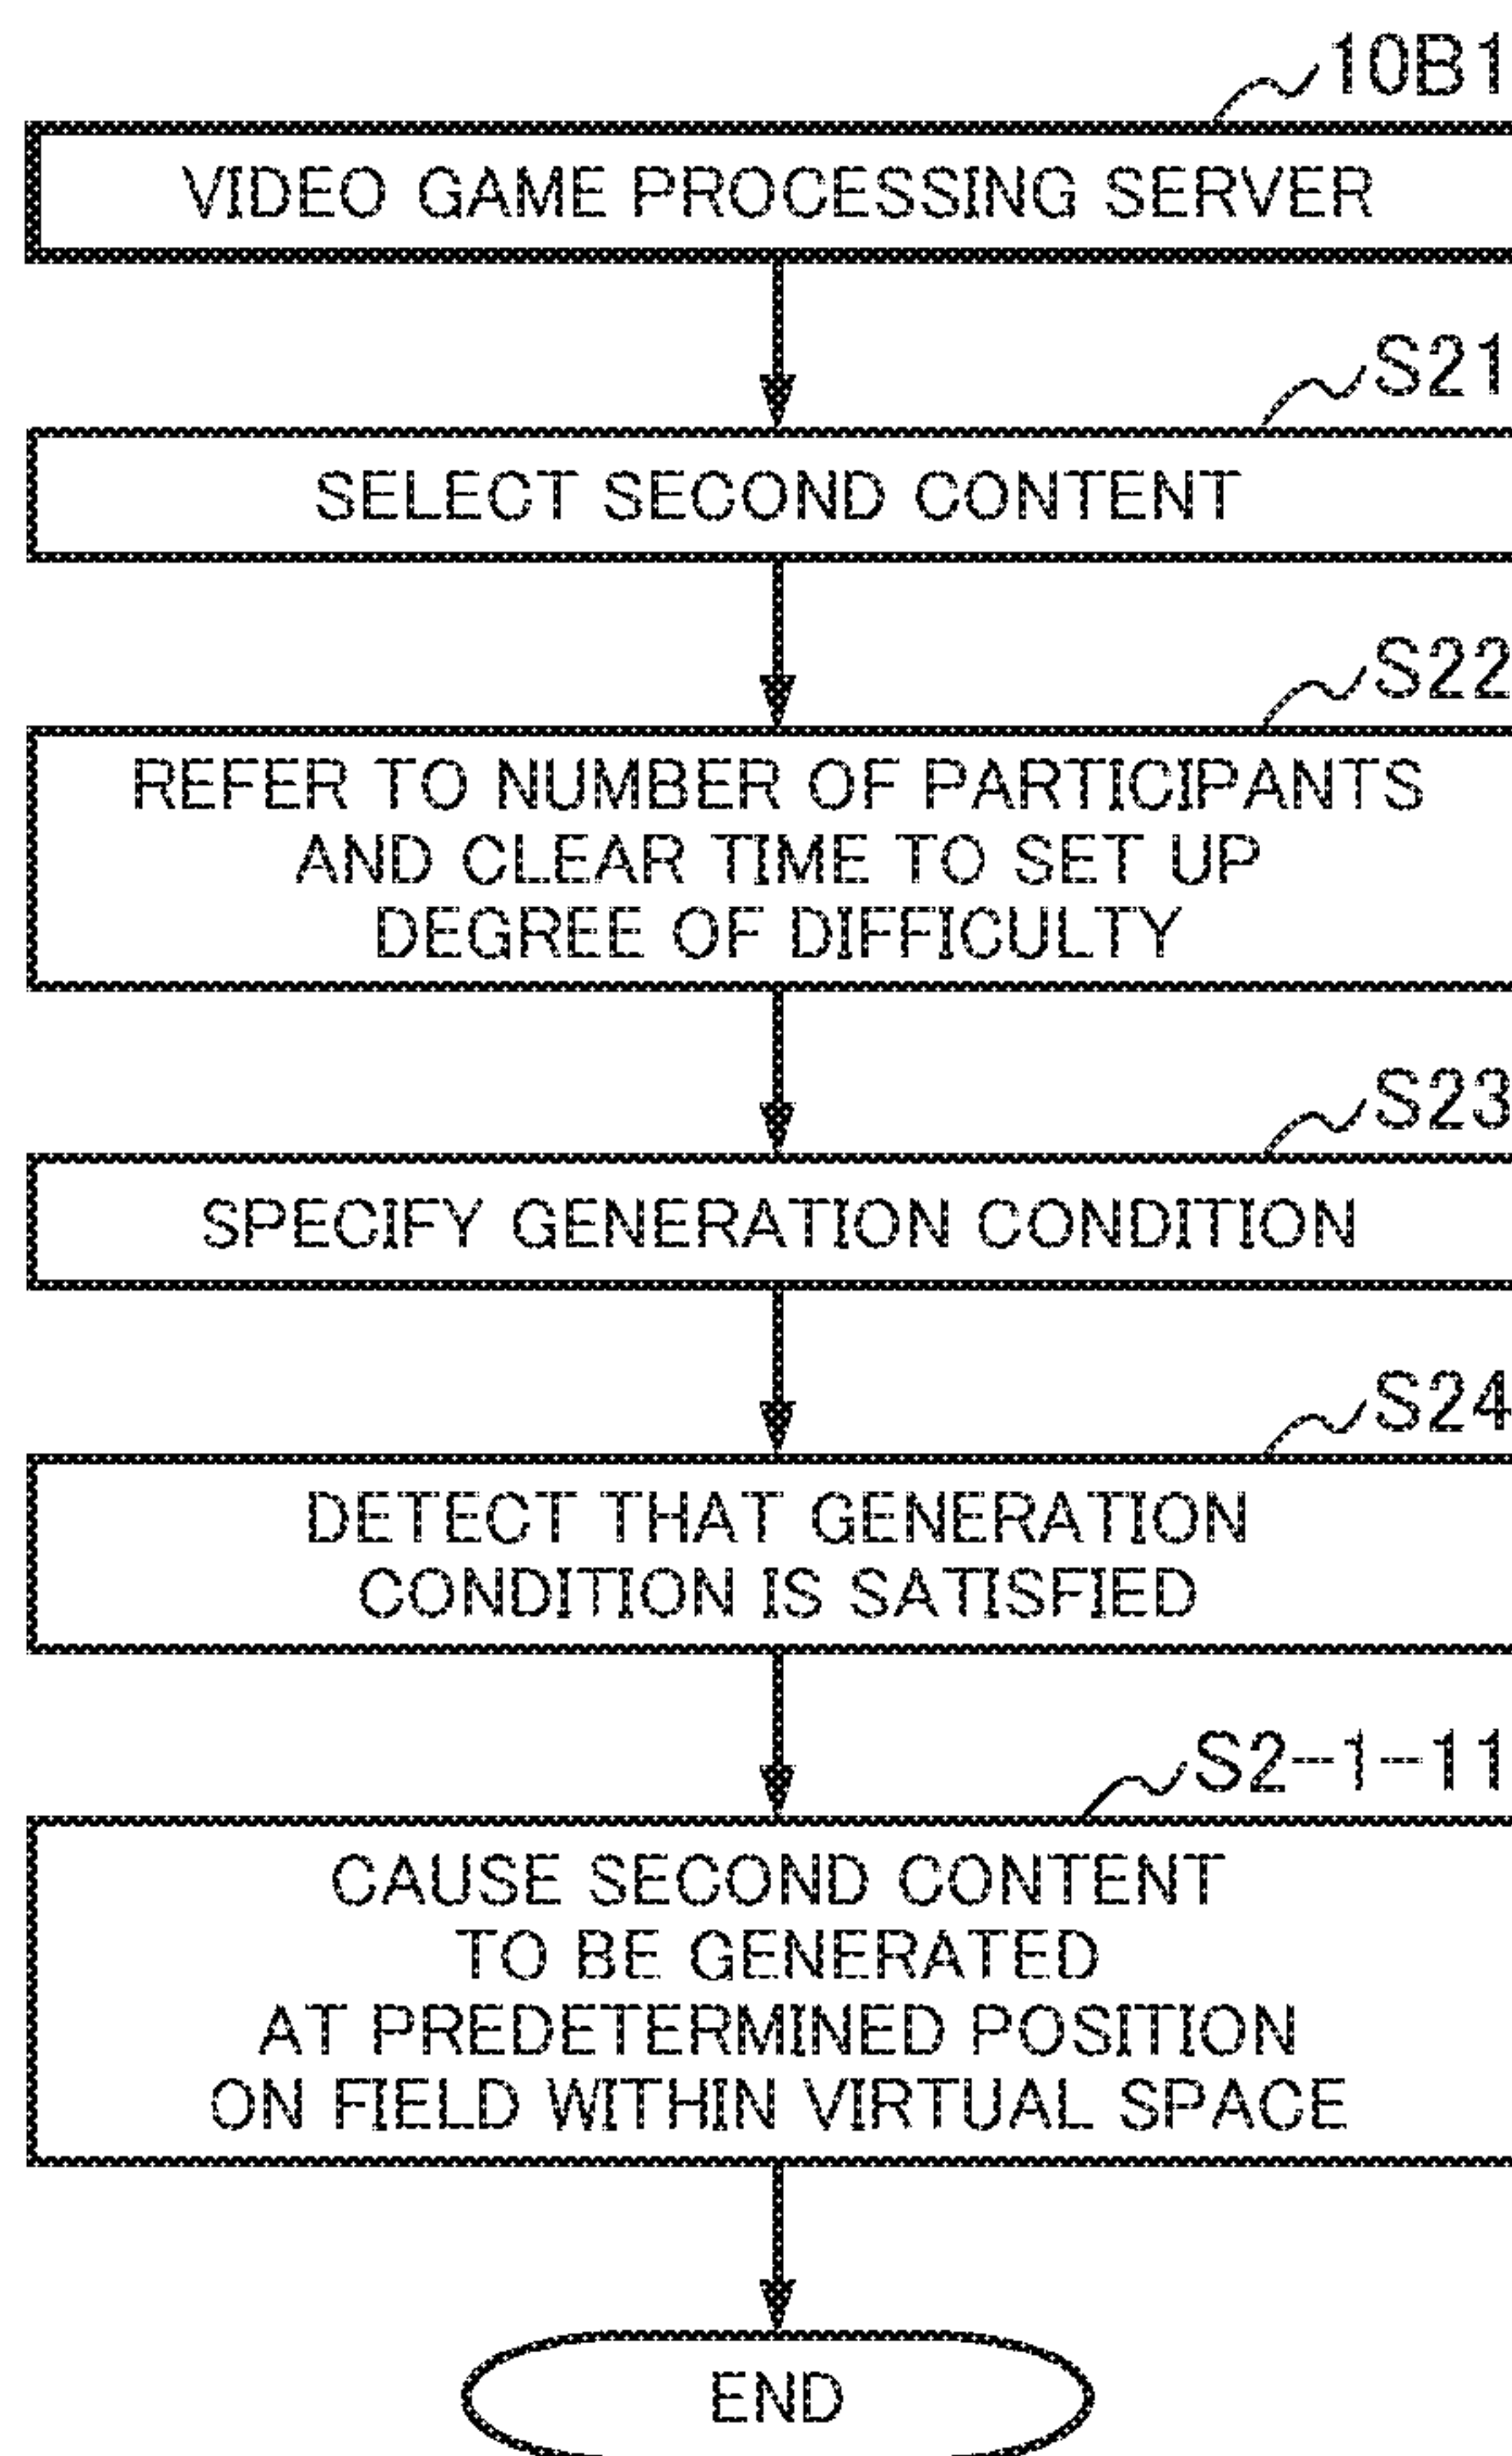 10B1
VIDEO GAME PROCESSING SERVER
S21
SELECT SECOND CONTENT
S22
REFER TO NUMBER OF PARTICIPANTS
AND CLEAR TIME TO SET UP
DEGREE OF DIFFICULTY
S23
SPECIFY GENERATION CONDITION
S24
DETECT THAT GENERATION
CONDITION IS SATISFIED
S2-1-11
CAUSE SECOND CONTENT
TO BE GENERATED
AT PREDETERMINED POSITION
ON FIELD WITHIN VIRTUAL SPACE
END